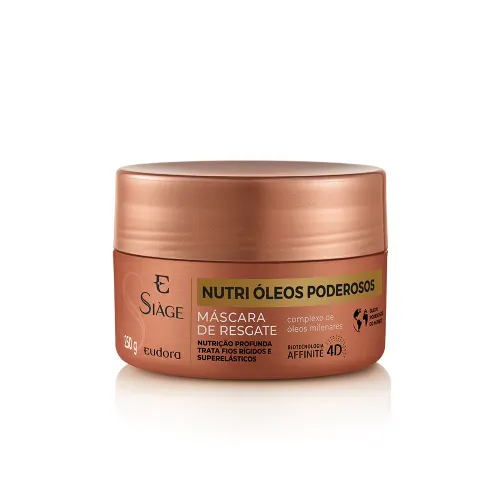 E
SIÀGE
eudora
250 g
NUTRI ÓLEOS PODEROSOS
MÁSCARA
DE RESGATE
NUTRIÇÃO PROFUNDA
TRATA FIOS RÍGIDOS E
SUPERELÁSTICOS
complexo de
óleos milenares
BIOTECNOLOGIA
AFFINITÉ 4D